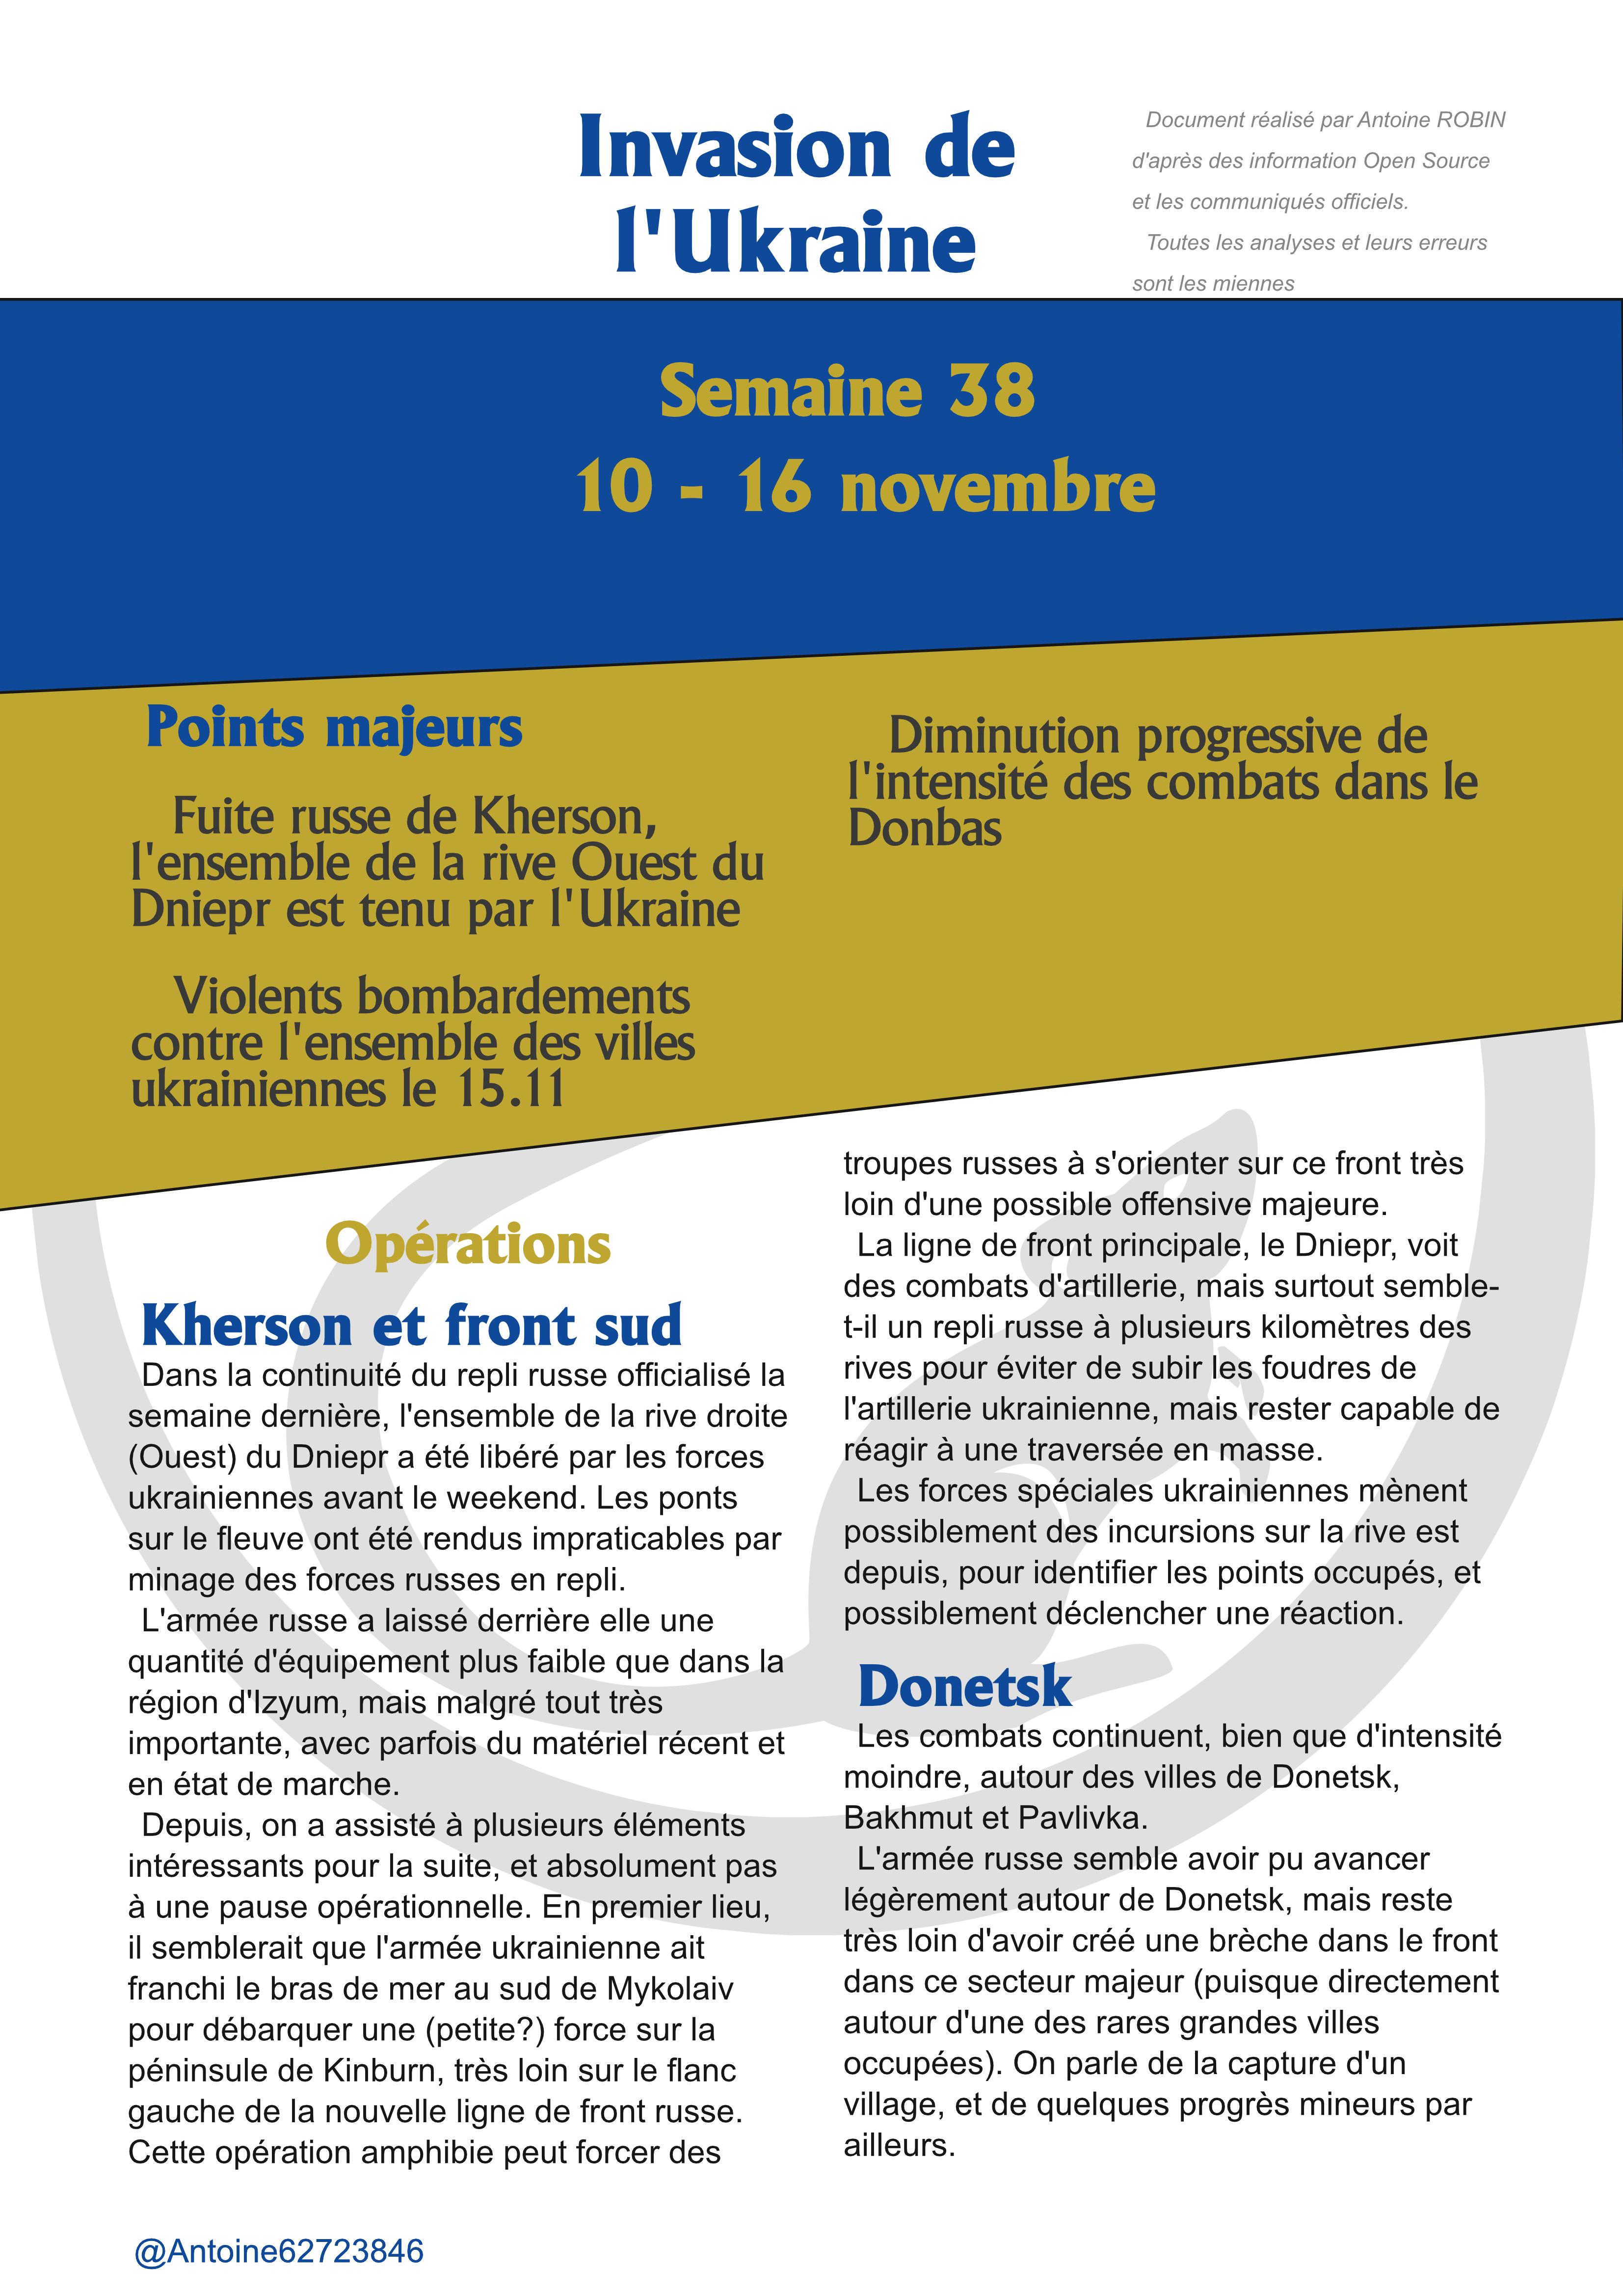 Invasion de
l'Ukraine
Document réalisé par Antoine ROBIN
d'après des information Open Source
et les communiqués officiels.
Toutes les analyses et leurs erreurs
sont les miennes
Semaine 38
10 - 16 novembre
Points majeurs
Fuite russe de Kherson,
l'ensemble de la rive Ouest du
Dniepr est tenu par l'Ukraine
Violents bombardements
contre l'ensemble des villes
ukrainiennes le 15.11
Diminution progressive de
l'intensité des combats dans le
Donbas
Opérations
Kherson et front sud
Dans la continuité du repli russe officialisé la
semaine dernière, l'ensemble de la rive droite
(Ouest) du Dniepr a été libéré par les forces
ukrainiennes avant le weekend. Les ponts
sur le fleuve ont été rendus impraticables par
minage des forces russes en repli.
L'armée russe a laissé derrière elle une
quantité d'équipement plus faible que dans la
région d'Izyum, mais malgré tout très
importante, avec parfois du matériel récent et
en état de marche.
Depuis, on a assisté à plusieurs éléments
intéressants pour la suite, et absolument pas
à une pause opérationnelle. En premier lieu,
il semblerait que l'armée ukrainienne ait
franchi le bras de mer au sud de Mykolaiv
pour débarquer une (petite?) force sur la
péninsule de Kinburn, très loin sur le flanc
gauche de la nouvelle ligne de front russe.
Cette opération amphibie peut forcer des
troupes russes à s'orienter sur ce front très
loin d'une possible offensive majeure.
La ligne de front principale, le Dniepr, voit
des combats d'artillerie, mais surtout semble-
t-il un repli russe à plusieurs kilomètres des
rives pour éviter de subir les foudres de
l'artillerie ukrainienne, mais rester capable de
réagir à une traversée en masse.
Les forces spéciales ukrainiennes mènent
possiblement des incursions sur la rive est
depuis, pour identifier les points occupés, et
possiblement déclencher une réaction.
Donetsk
Les combats continuent, bien que d'intensité
moindre, autour des villes de Donetsk,
Bakhmut et Pavlivka.
L'armée russe semble avoir pu avancer
légèrement autour de Donetsk, mais reste
très loin d'avoir créé une brèche dans le front
dans ce secteur majeur (puisque directement
autour d'une des rares grandes villes
occupées). On parle de la capture d'un
village, et de quelques progrès mineurs par
ailleurs.
@Antoine62723846